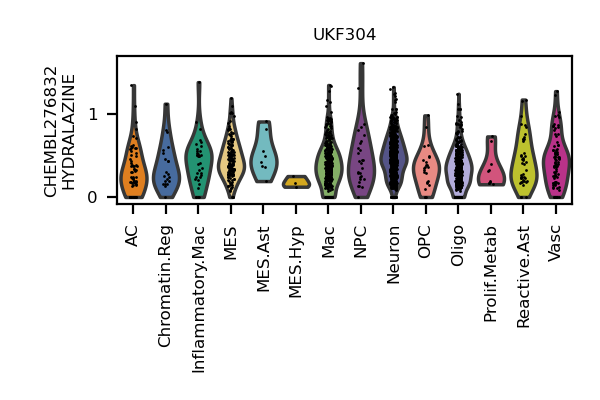 UKF304
CHEMBL276832
HYDRALAZINE
1
0
AC
Chromatin.Reg
Inflammatory.Mac
MES
MES.Ast
MES.Hyp
Mac
NPC
Neuron
OPC
Oligo
Prolif.Metab
Reactive.Ast
Vasc